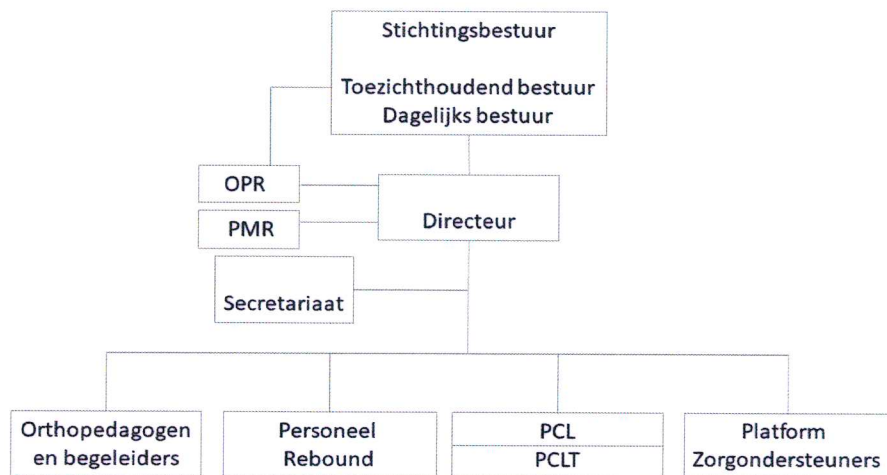 Stichtingsbestuur
Toezichthoudend bestuur
Dagelijks bestuur
OPR
Directeur
PMR
Secretariaat
Orthopedagogen
en begeleiders
Personeel
Rebound
PCL
PCLT
Platform
Zorgondersteuners